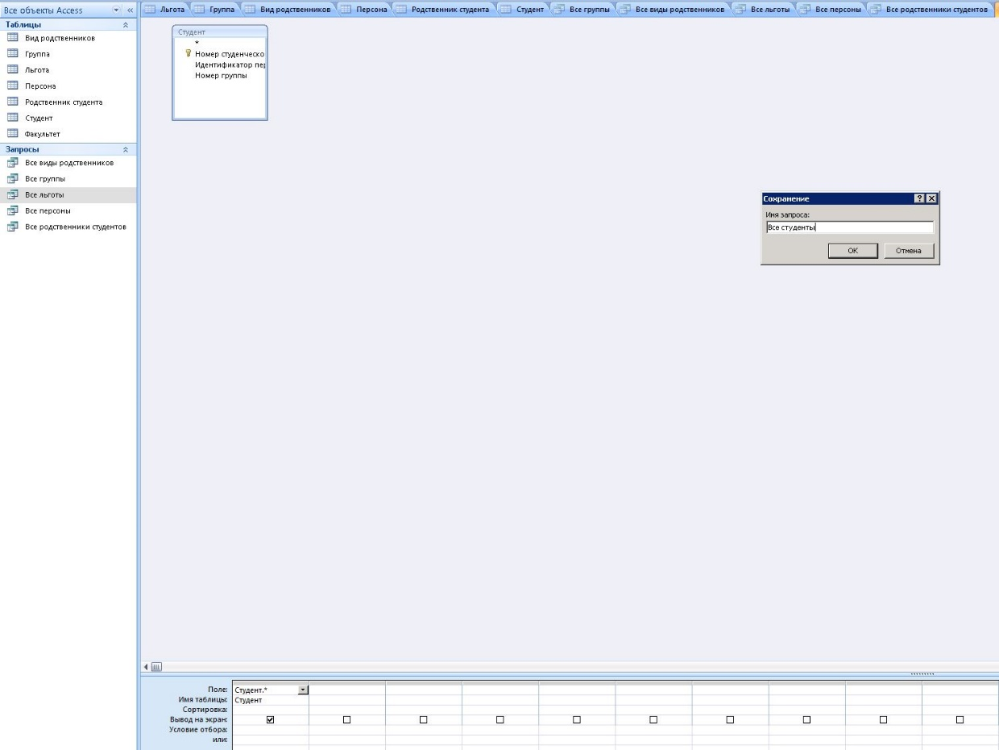 Все объекты Access
Льгота
Группа
Вид родственников
Персона
Родственник студента
Студент
Все группы
Все виды родственников
Все льготы
Все персоны
Все родственники студентов
Таблицы
Вид родственников
Группа
Льгота
Персона
Родственник студента
Студент
Факультет
Запросы
Все виды родственников
Все группы
Все льготы
Все персоны
Все родственники студентов
Студент
*
Номер студенческо
Идентификатор пер
Номер группы
Сохранение
Имя запроса:
Все студенты
ОК
Отмена
Поле: Студент.*
Имя таблицы: Студент
Сортировка:
Вывод на экран:
Условие отбора:
или: